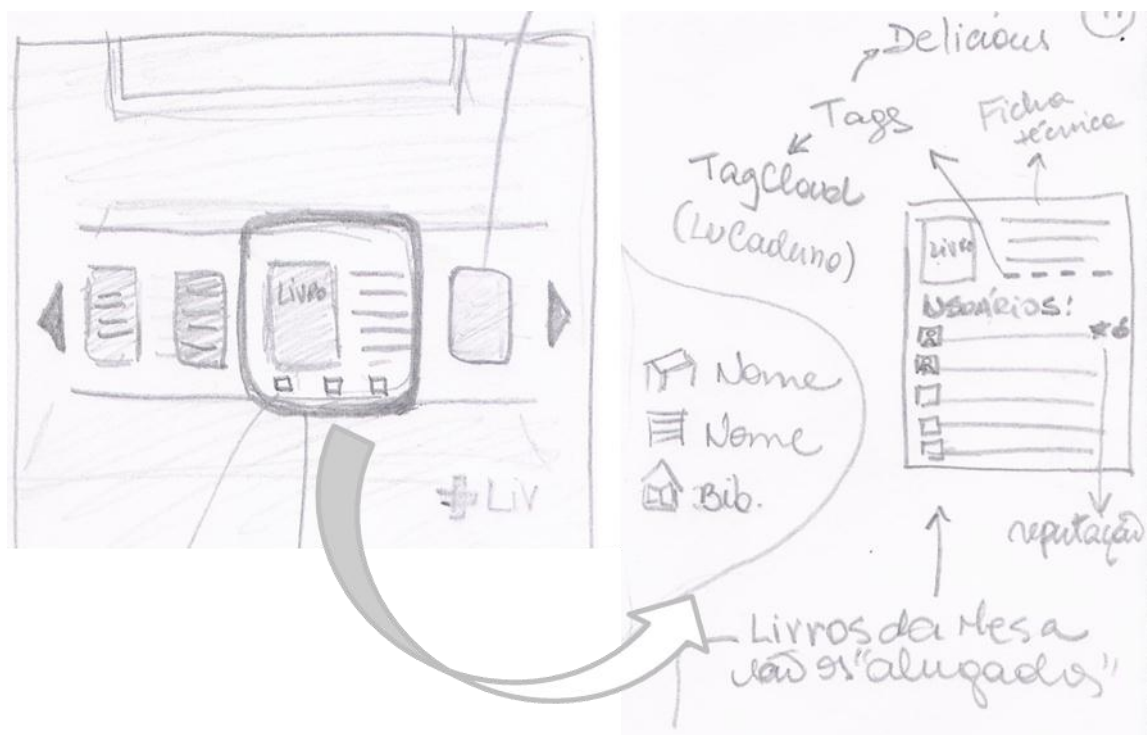 LIVRO
+ LIV
Delicious
Tags
TagCloud
(LuCaduno)
Ficha
técnica
Livro
USUÁRIOS:
Nome
Nome
Bib.
reputação
Livros da Mesa
não os "alugados"